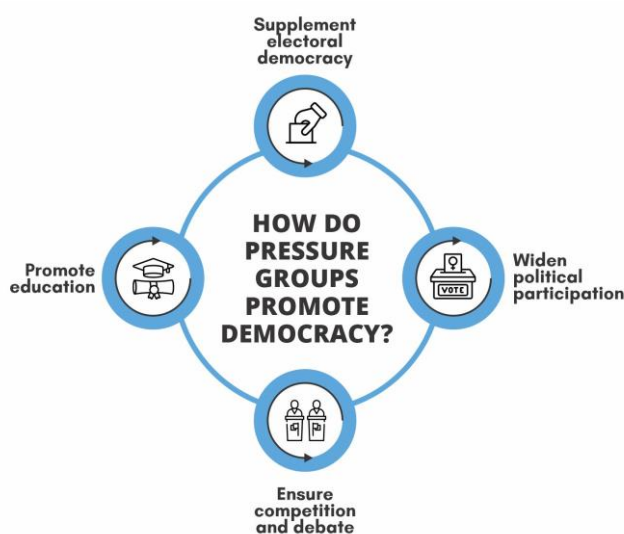 Supplement
electoral
democracy
HOW DO
PRESSURE
GROUPS
PROMOTE
DEMOCRACY?
Promote
education
Widen
political
participation
VOTE
Ensure
competition
and debate